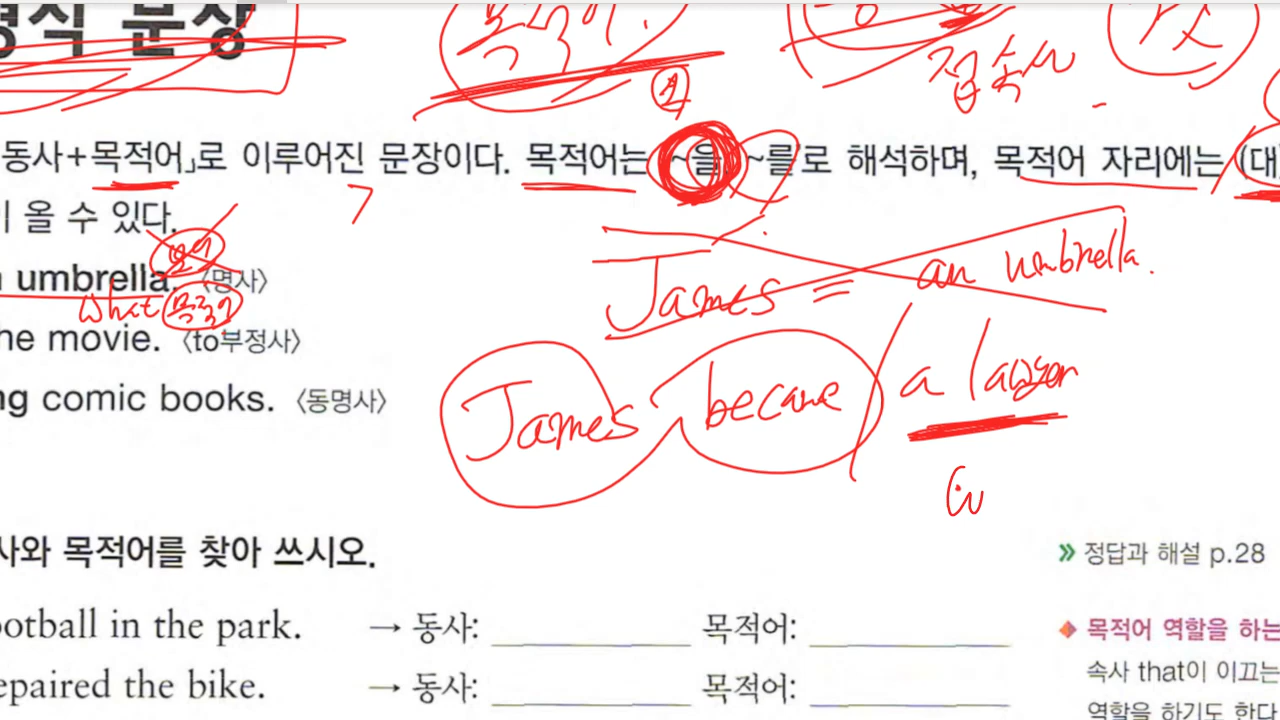 형식 문장
목적어
접속사
동사+목적어」로 이루어진 문장이다. 목적어는 ~을, ~를로 해석하며, 목적어 자리에는 (대)
이 올 수 있다.
umbrella. 〈명사〉
what 목적어
James = an umbrella.
he movie. 〈to부정사〉
ng comic books. 〈동명사〉
James became a lawyer
사와 목적어를 찾아 쓰시오.
» 정답과 해설 p.28
ootball in the park. → 동사: 목적어:
목적어 역할을 하는
epaired the bike. → 동사: 목적어:
속사 that이 이끄는
역할을 하기도 한다